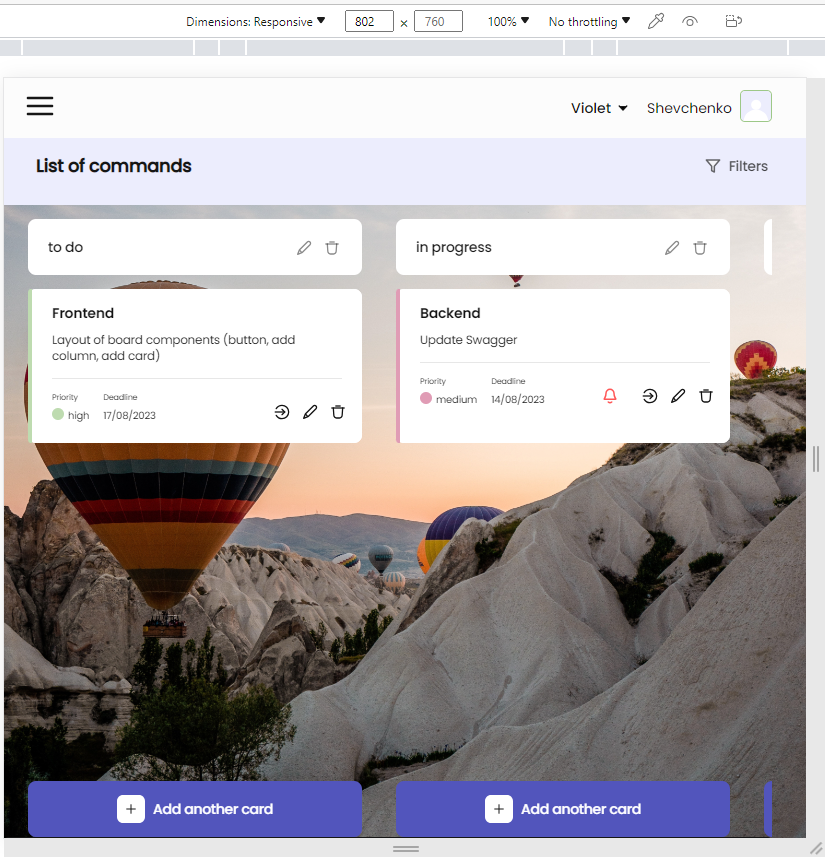 Dimensions: Responsive 802 × 760 100% No throttling
Violet Shevchenko
List of commands Filters
to do
in progress
Frontend
Layout of board components (button, add
column, add card)
Priority Deadline
high 17/08/2023
Backend
Update Swagger
Priority Deadline
medium 14/08/2023
Add another card
Add another card